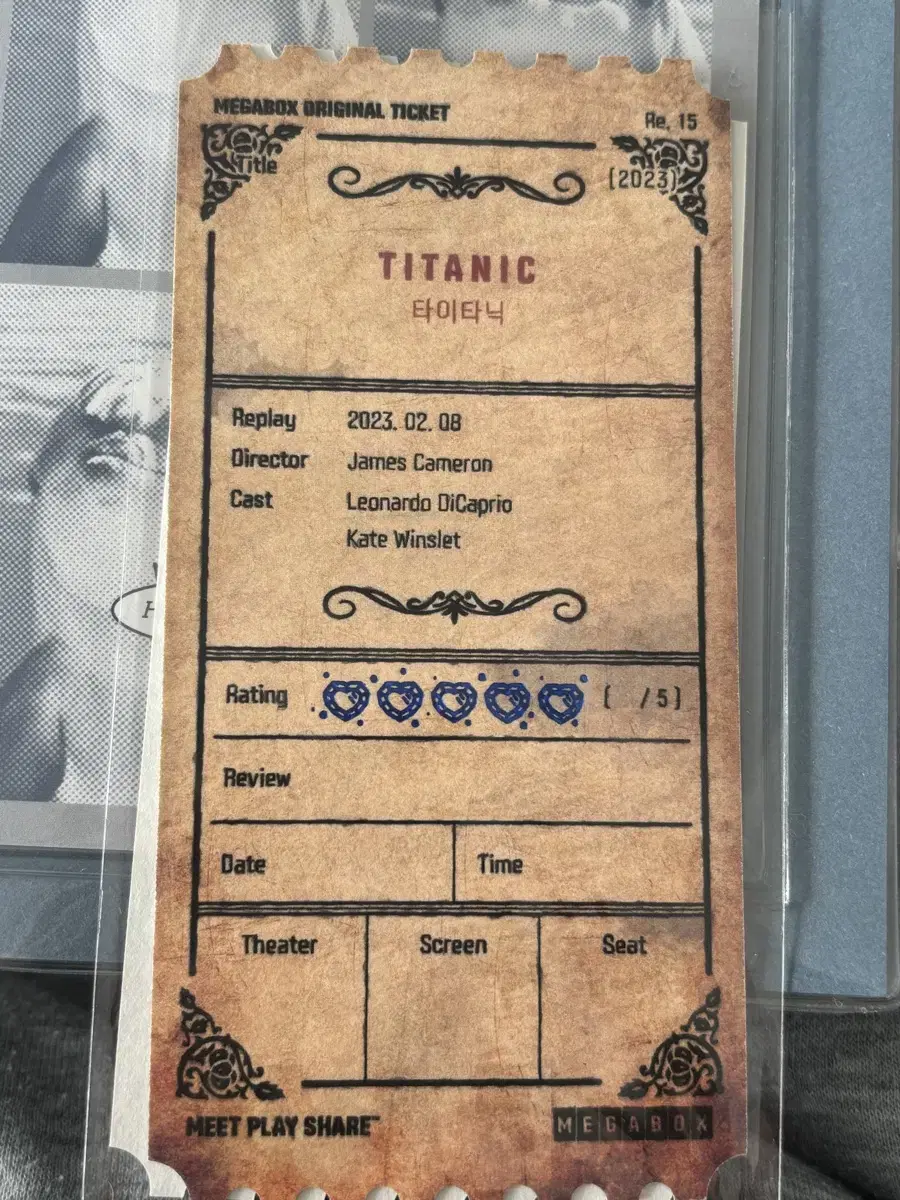 MEGABOX ORIGINAL TICKET
Re. 15
Title
(2023)
TITANIC
타이타닉
Replay 2023. 02. 08
Director James Cameron
Cast Leonardo DiCaprio
Kate Winslet
Rating ( /5)
Review
Date Time
Theater Screen Seat
MEET PLAY SHARE™
MEGABOX